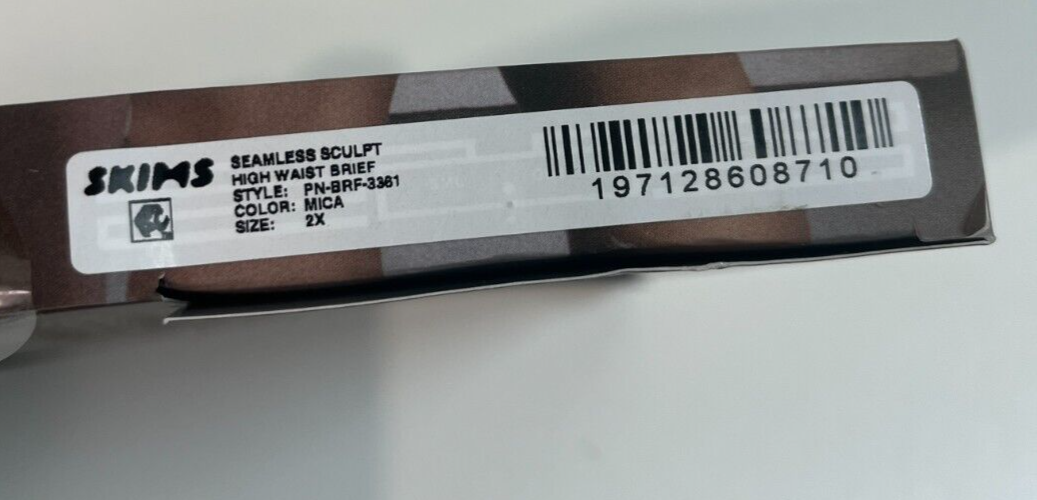 SKIMS
SEAMLESS SCULPT
HIGH WAIST BRIEF
STYLE: PN-BRF-3361
COLOR: MICA
SIZE: 2X
197128608710